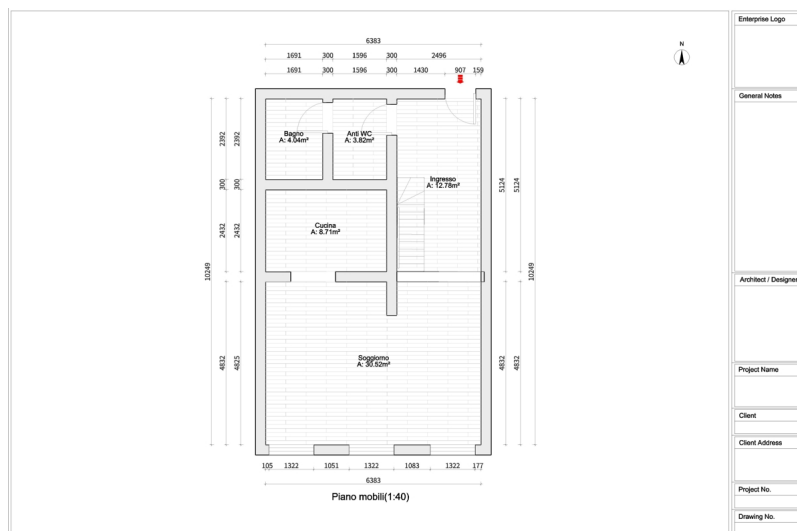 Enterprise Logo
6383
1691 300 1596 300 2496
1691 300 1596 300 1430 907 159
N
General Notes
Bagno
A: 4.04m²
Anti WC
A: 3.82m²
2392
2392
Ingresso
A: 12.78m²
300
300
5124
5124
Cucina
A: 8.71m²
2432
2432
10249
10249
Architect / Designer
Soggiorno
A: 30.52m²
4832
4825
4832
4832
Project Name
Client
Client Address
105 1322 1051 1322 1083 1322 177
6383
Piano mobili(1:40)
Project No.
Drawing No.